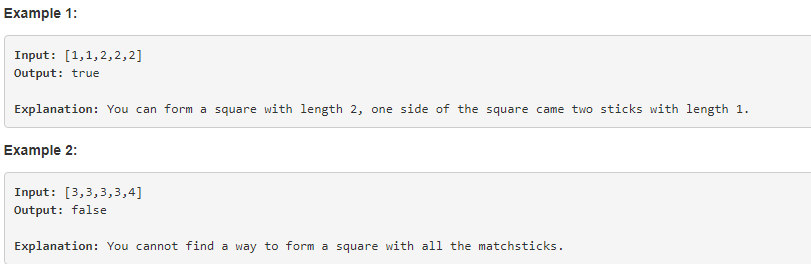 Example 1:
Input: [1,1,2,2,2]
Output: true
Explanation: You can form a square with length 2, one side of the square came two sticks with length 1.
Example 2:
Input: [3,3,3,3,4]
Output: false
Explanation: You cannot find a way to form a square with all the matchsticks.